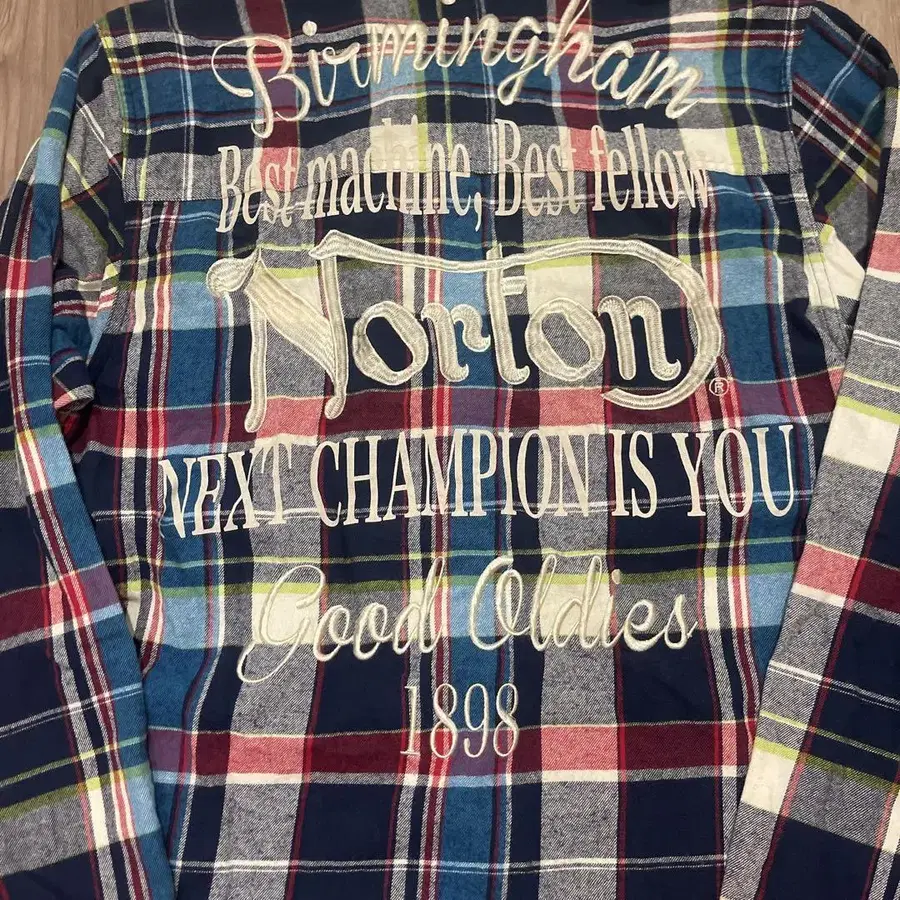 Birmingham
Best machine, Best fellow
Norton®
NEXT CHAMPION IS YOU
Good Oldies
1898